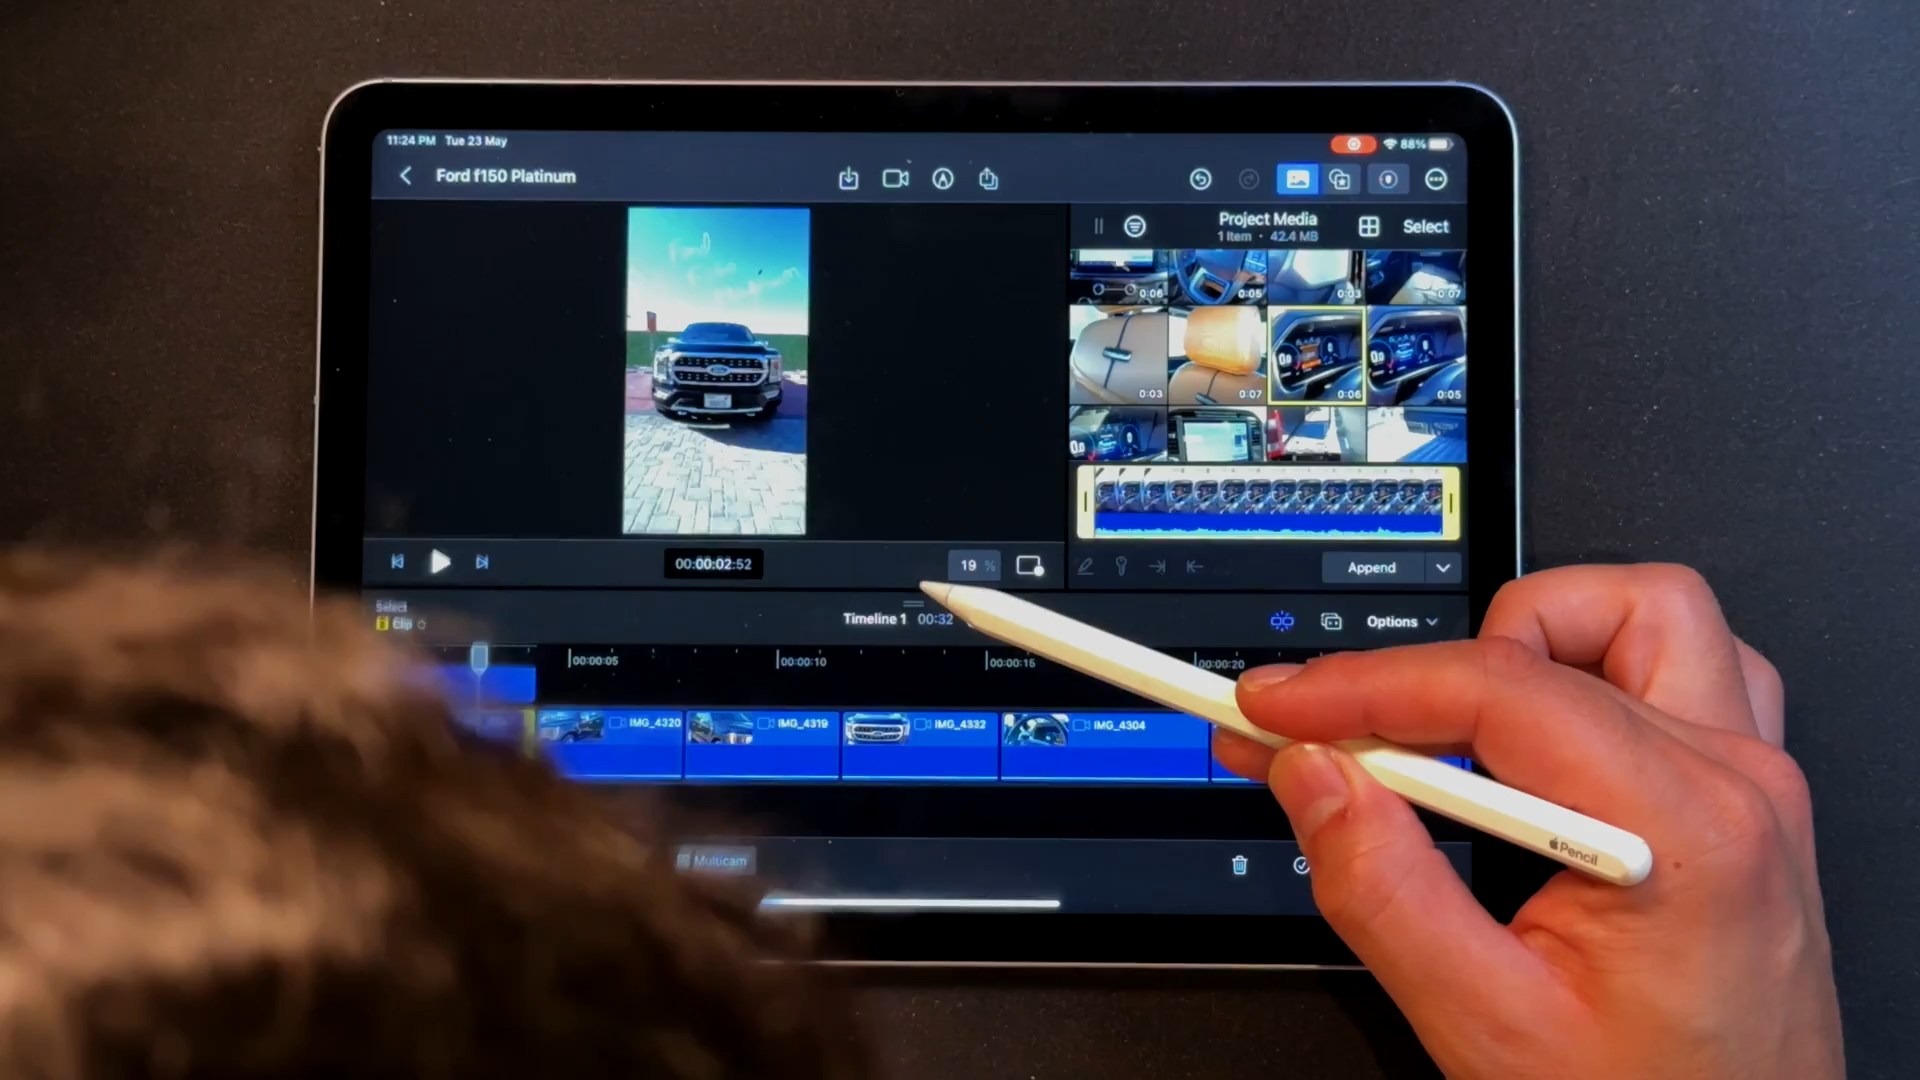 11:24 PM Tue 23 May
88%
Ford f150 Platinum
Project Media
1 Item · 42.4 MB
Select
0:06
0:05
0:03
0:07
0:03
0:07
0:06
0:05
00:00:02:52
19 %
Append
Select
Clip
Timeline 1 00:32
Options
00:00:05
00:00:10
00:00:15
00:00:20
IMG_4320
IMG_4319
IMG_4332
IMG_4304
Multicam
Pencil